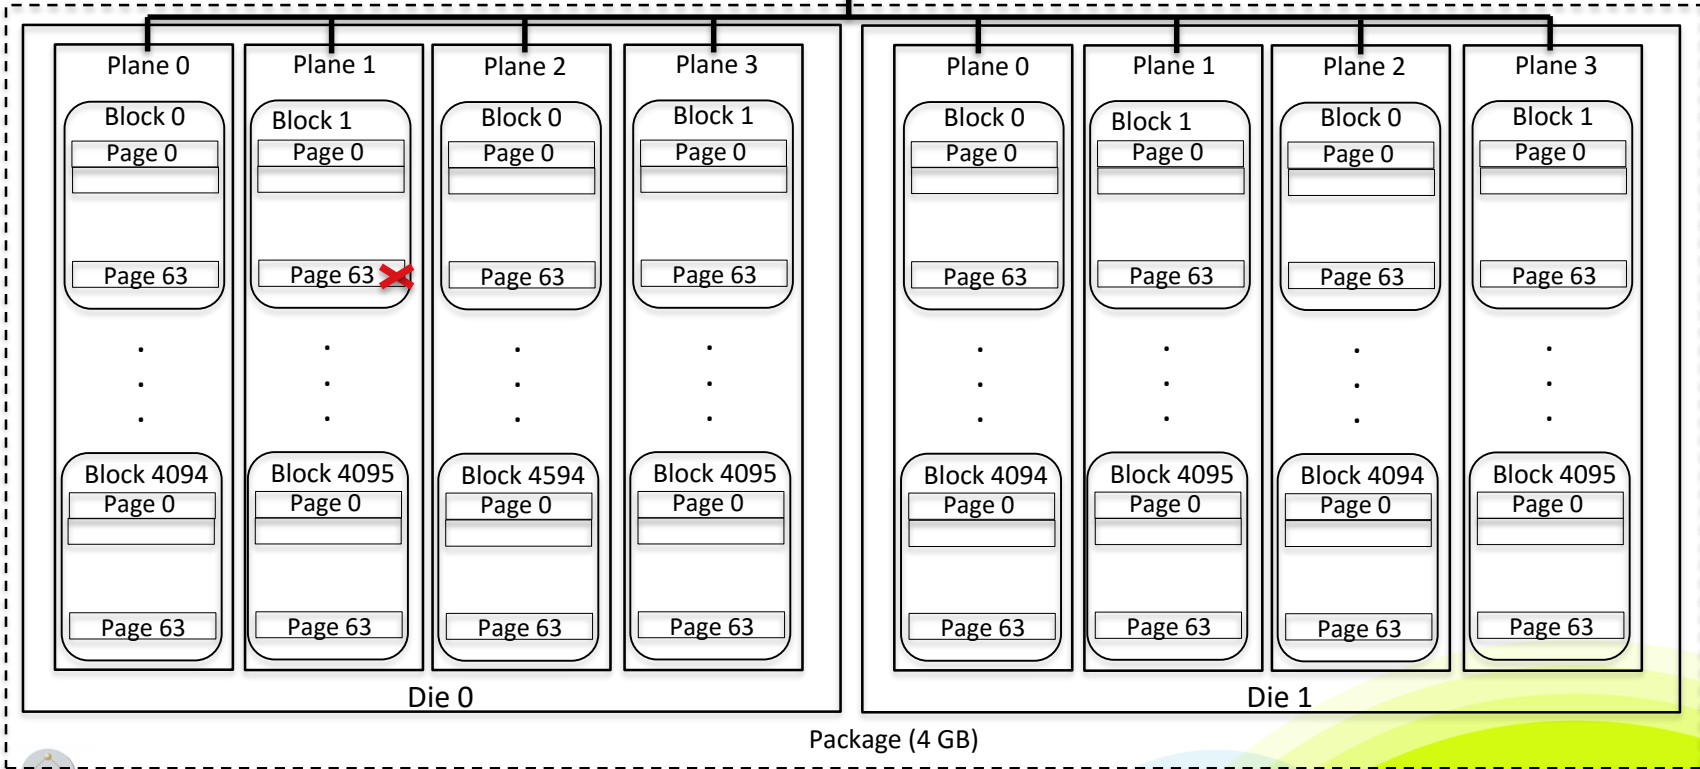 Plane 0
Block 0
Page 0
Page 63
.
.
.
Block 4094
Page 0
Page 63
Plane 1
Block 1
Page 0
Page 63
.
.
.
Block 4095
Page 0
Page 63
Plane 2
Block 0
Page 0
Page 63
.
.
.
Block 4594
Page 0
Page 63
Plane 3
Block 1
Page 0
Page 63
.
.
.
Block 4095
Page 0
Page 63
Die 0
Plane 0
Block 0
Page 0
Page 63
.
.
.
Block 4094
Page 0
Page 63
Plane 1
Block 1
Page 0
Page 63
.
.
.
Block 4095
Page 0
Page 63
Plane 2
Block 0
Page 0
Page 63
.
.
.
Block 4094
Page 0
Page 63
Plane 3
Block 1
Page 0
Page 63
.
.
.
Block 4095
Page 0
Page 63
Die 1
Package (4 GB)